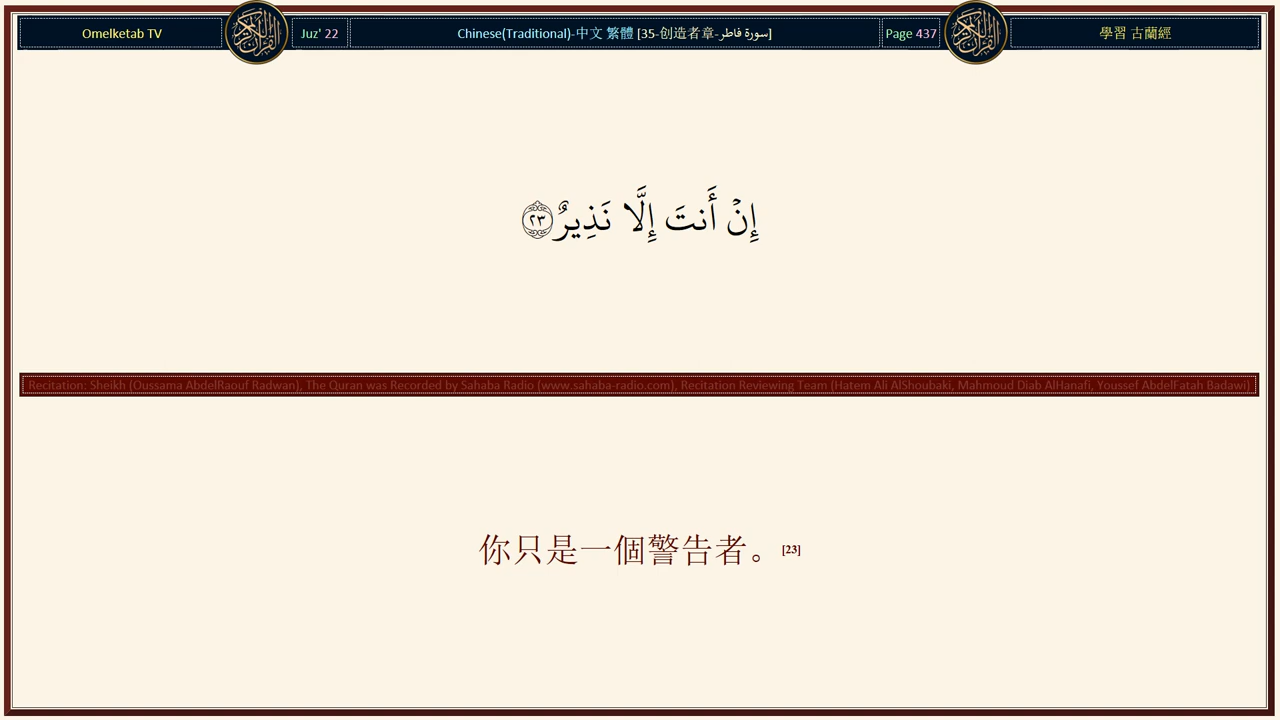 Omelketab TV
Juz' 22
Chinese(Traditional)-中文 繁體 [35-创造者章-سورة فاطر]
Page 437
學習 古蘭經
إِنۡ أَنتَ إِلَّا نَذِيرٌ ٢٣
Recitation: Sheikh (Oussama AbdelRaouf Radwan), The Quran was Recorded by Sahaba Radio (www.sahaba-radio.com), Recitation Reviewing Team (Hatem Ali AlShoubaki, Mahmoud Diab AlHanafi, Youssef AbdelFatah Badawi)
你只是一個警告者。[23]